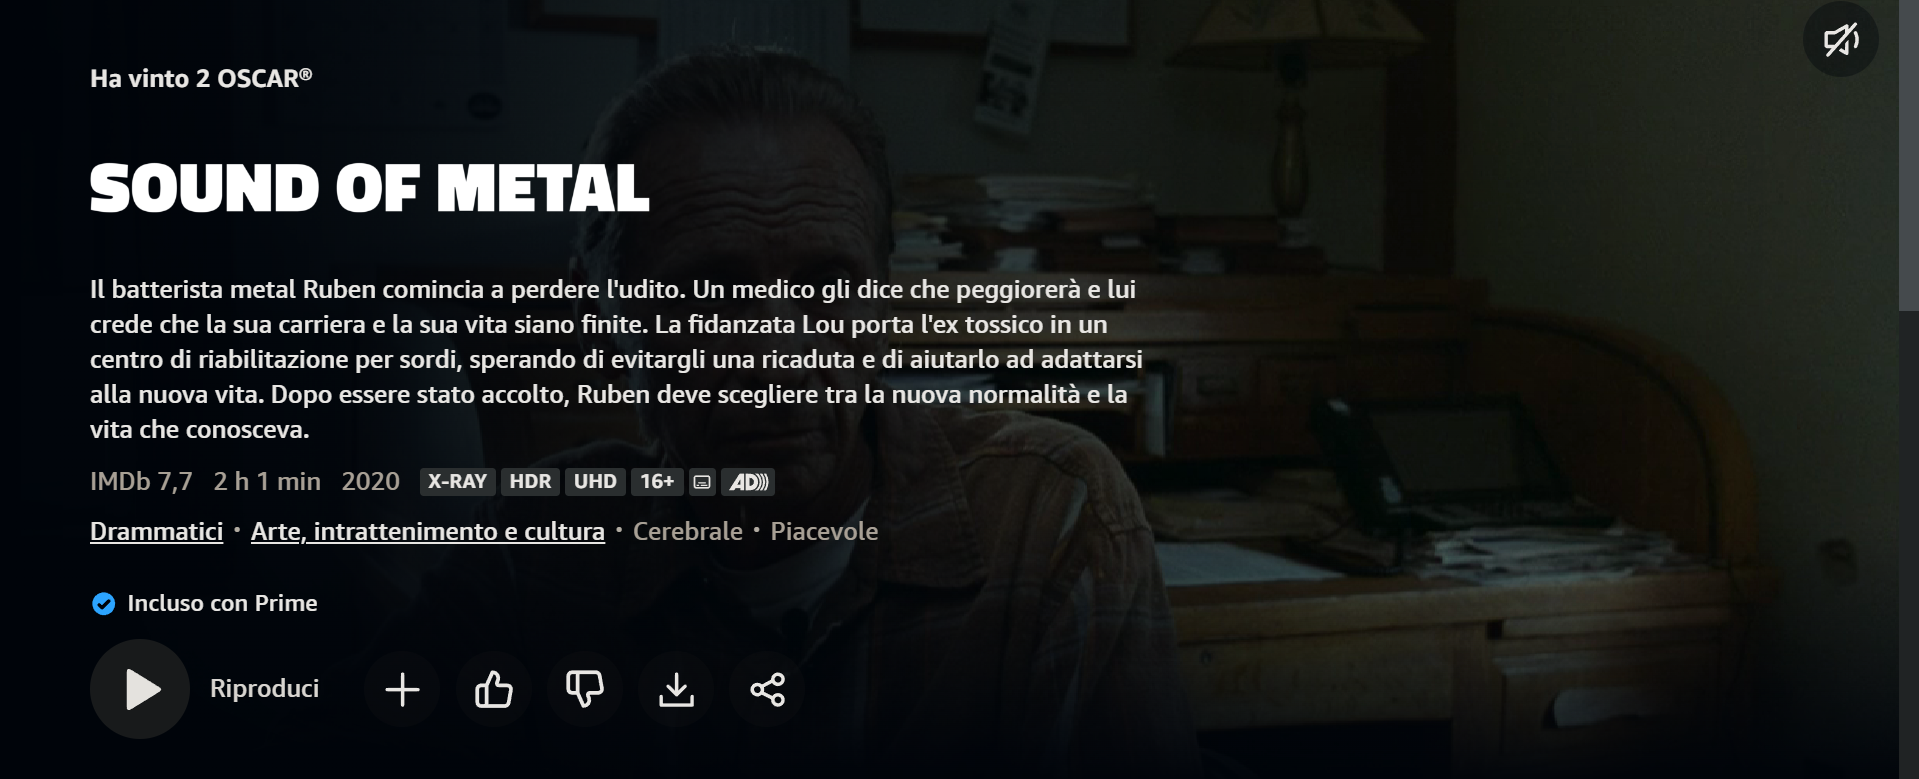 Ha vinto 2 OSCAR®
SOUND OF METAL
Il batterista metal Ruben comincia a perdere l'udito. Un medico gli dice che peggiorerà e lui
crede che la sua carriera e la sua vita siano finite. La fidanzata Lou porta l'ex tossico in un
centro di riabilitazione per sordi, sperando di evitargli una ricaduta e di aiutarlo ad adattarsi
alla nuova vita. Dopo essere stato accolto, Ruben deve scegliere tra la nuova normalità e la
vita che conosceva.
IMDb 7,7 2 h 1 min 2020 X-RAY HDR UHD 16+ AD)))
Drammatici • Arte, intrattenimento e cultura • Cerebrale • Piacevole
Incluso con Prime
Riproduci